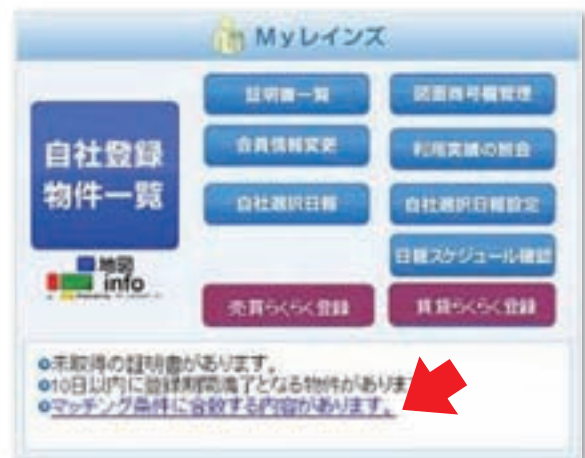 Myレインズ
証明書一覧
図面商号欄管理
自社登録
物件一覧
会員情報変更
利用実績の照会
自社選択日報
自社選択日報設定
地図
info
日報スケジュール確認
売買らくらく登録
賃貸らくらく登録
未取得の証明書があります。
10日以内に登録期間満了となる物件がありま
マッチング条件に合致する内容があります。